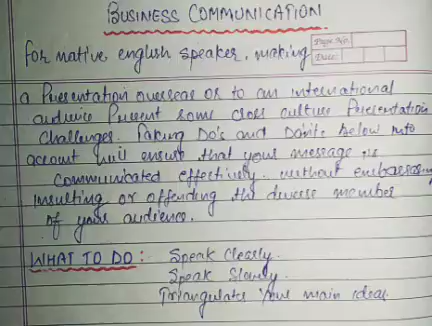 BUSINESS COMMUNICATION
for native english speaker, making
Page No.
Date:
a Presentation overseas or to an international
audience Present some cross culture Presentation
challenges. Taking Do's and Don'ts below into
account will ensure that your message is
communicated effectively without embarrassing
insulting or offending the diverse member
of your audience.
WHAT TO DO: Speak Clearly.
Speak Slowly.
Triangulate Your main ideas.